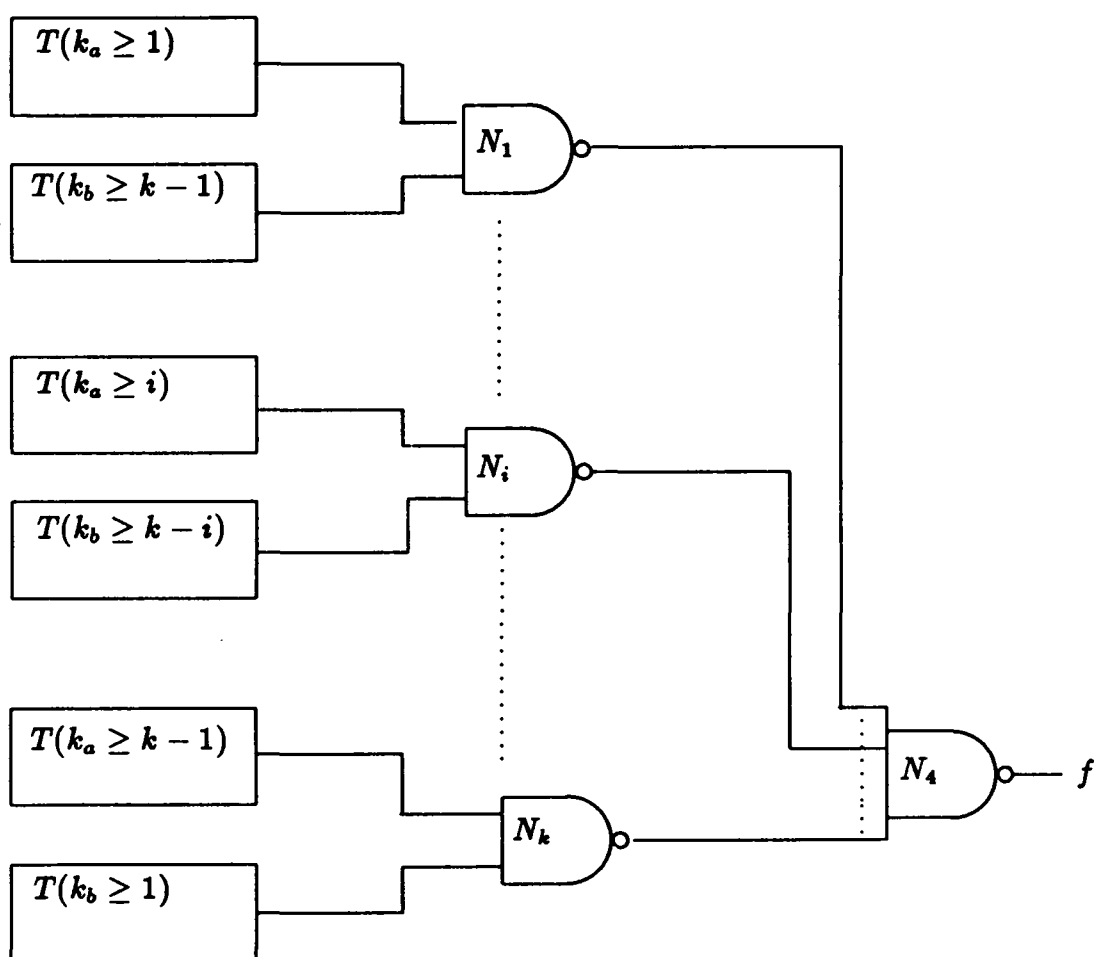 T(k_a ≥ 1)
N_1
T(k_b ≥ k − 1)
T(k_a ≥ i)
N_i
T(k_b ≥ k − i)
T(k_a ≥ k − 1)
N_4
f
N_k
T(k_b ≥ 1)